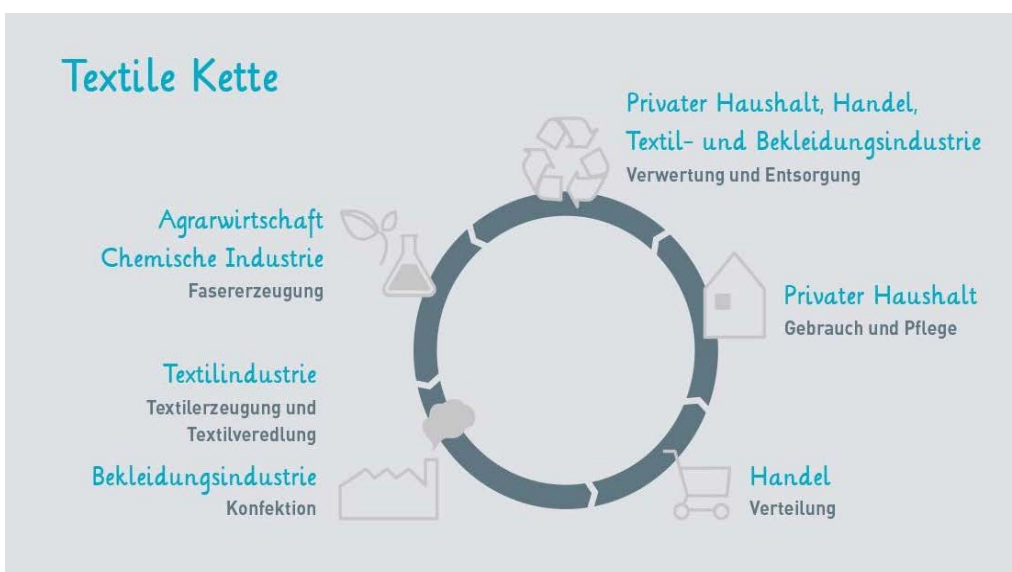 Textile Kette
Privater Haushalt, Handel,
Textil- und Bekleidungsindustrie
Verwertung und Entsorgung
Agrarwirtschaft
Chemische Industrie
Fasererzeugung
Privater Haushalt
Gebrauch und Pflege
Textilindustrie
Textilerzeugung und
Textilveredlung
Bekleidungsindustrie
Konfektion
Handel
Verteilung